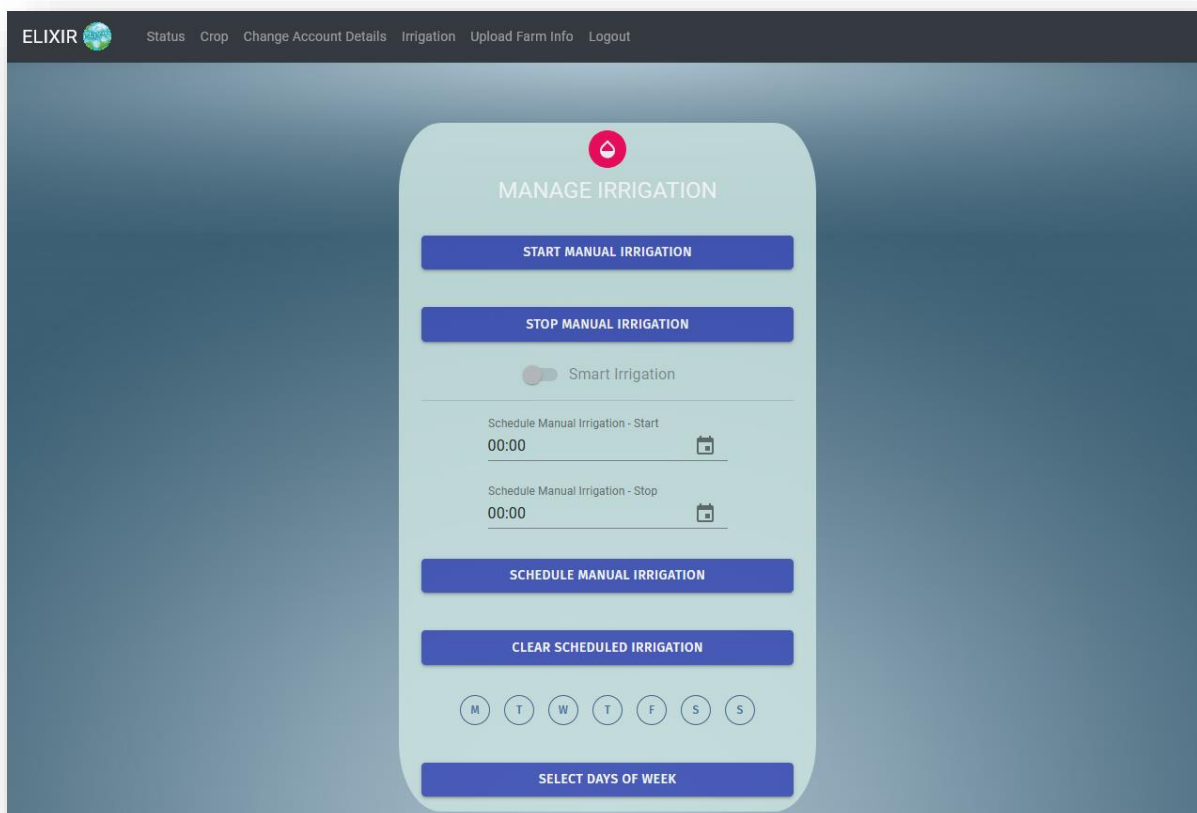 ELIXIR Status Crop Change Account Details Irrigation Upload Farm Info Logout
MANAGE IRRIGATION
START MANUAL IRRIGATION
STOP MANUAL IRRIGATION
Smart Irrigation
Schedule Manual Irrigation - Start
00:00
Schedule Manual Irrigation - Stop
00:00
SCHEDULE MANUAL IRRIGATION
CLEAR SCHEDULED IRRIGATION
M T W T F S S
SELECT DAYS OF WEEK